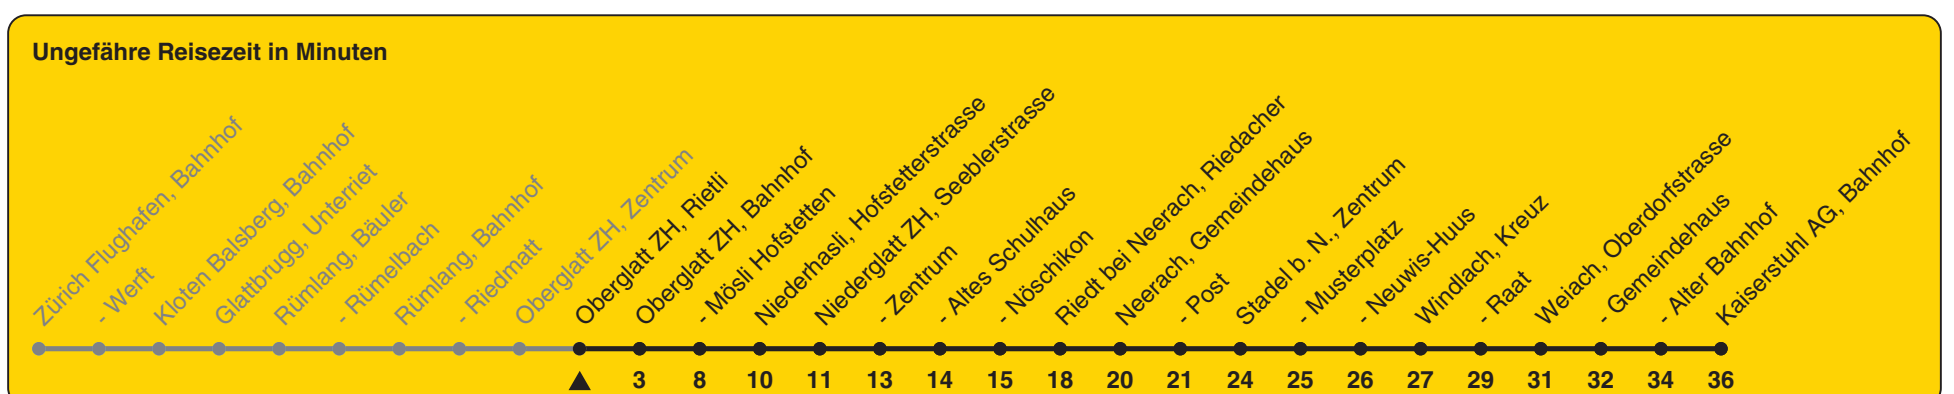 Ungefähre Reisezeit in Minuten
Zürich Flughafen, Bahnhof
- Werft
Kloten Balsberg, Bahnhof
Glattbrugg, Unterriet
Rümlang, Bäuler
- Rümelbach
Rümlang, Bahnhof
- Riedmatt
Oberglatt ZH, Zentrum
Oberglatt ZH, Rietli
Oberglatt ZH, Bahnhof
- Mösli Hofstetten
Niederhasli, Hofstetterstrasse
Niederglatt ZH, Seeblerstrasse
- Zentrum
- Altes Schulhaus
- Nöschikon
Riedt bei Neerach, Riedacher
Neerach, Gemeindehaus
- Post
Stadel b. N., Zentrum
- Musterplatz
- Neuwis-Huus
Windlach, Kreuz
- Raat
Weiach, Oberdorfstrasse
- Gemeindehaus
- Alter Bahnhof
Kaiserstuhl AG, Bahnhof
3 8 10 11 13 14 15 18 20 21 24 25 26 27 29 31 32 34 36